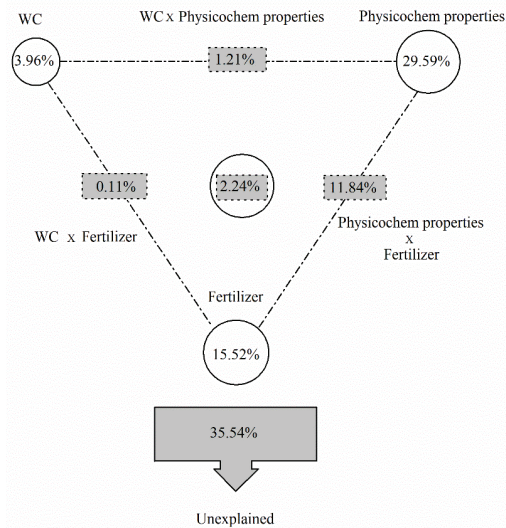 WC
WC x Physicochem properties
Physicochem properties
3.96%
1.21%
29.59%
0.11%
2.24%
11.84%
WC x Fertilizer
Physicochem properties
x
Fertilizer
Fertilizer
15.52%
35.54%
Unexplained